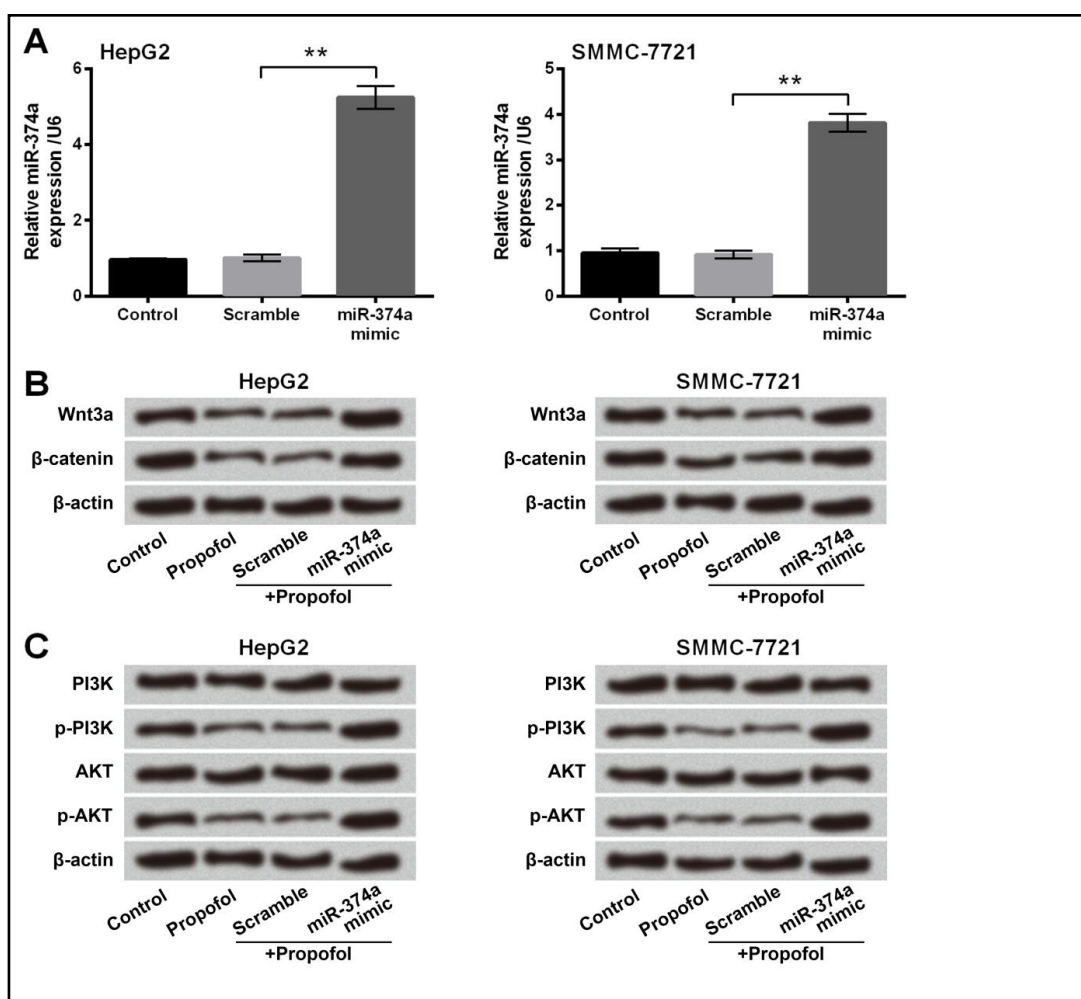 A
HepG2
**
Relative miR-374a
expression /U6
6
4
2
0
Control
Scramble
miR-374a
mimic
SMMC-7721
**
Relative miR-374a
expression /U6
5
4
3
2
1
0
Control
Scramble
miR-374a
mimic
B
HepG2
Wnt3a
β-catenin
β-actin
Control
Propofol
Scramble
miR-374a
mimic
+Propofol
SMMC-7721
Wnt3a
β-catenin
β-actin
Control
Propofol
Scramble
miR-374a
mimic
+Propofol
C
HepG2
PI3K
p-PI3K
AKT
p-AKT
β-actin
Control
Propofol
Scramble
miR-374a
mimic
+Propofol
SMMC-7721
PI3K
p-PI3K
AKT
p-AKT
β-actin
Control
Propofol
Scramble
miR-374a
mimic
+Propofol